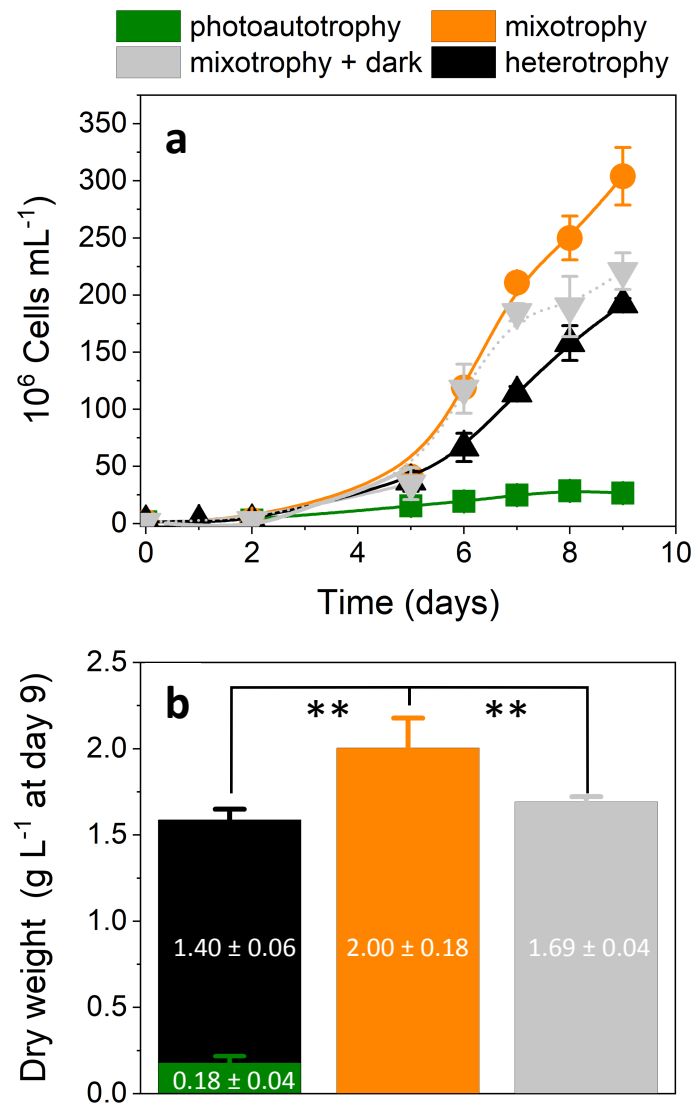 photoautotrophy mixotrophy
mixotrophy + dark heterotrophy
a
10⁶ Cells mL⁻¹
350
300
250
200
150
100
50
0
0 2 4 6 8 10
Time (days)
b
Dry weight (g L⁻¹ at day 9)
2.5
2.0
1.5
1.0
0.5
0.0
** **
1.40 ± 0.06 2.00 ± 0.18 1.69 ± 0.04
0.18 ± 0.04